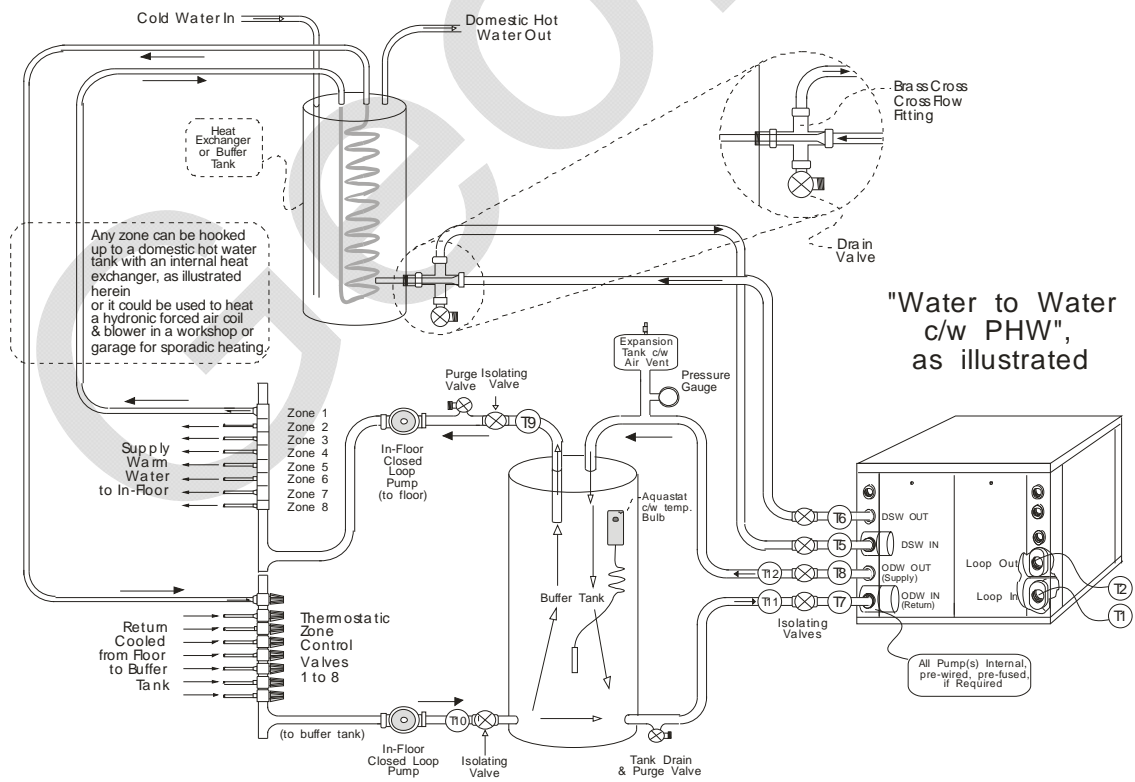 Cold Water In
Domestic Hot
Water Out
Heat
Exchanger
or Buffer
Tank
Brass Cross
Cross Flow
Fitting
Drain
Valve
Any zone can be hooked
up to a domestic hot water
tank with an internal heat
exchanger, as illustrated
herein
or it could be used to heat
a hydronic forced air coil
& blower in a workshop or
garage for sporadic heating.
"Water to Water
c/w PHW",
as illustrated
Expansion
Tank c/w
Air Vent
Pressure
Gauge
Purge
Valve
Isolating
Valve
T9
In-Floor
Closed
Loop
Pump
(to floor)
Zone 1
Zone 2
Zone 3
Zone 4
Zone 5
Zone 6
Zone 7
Zone 8
Supply
Warm
Water
to In-Floor
Aquastat
c/w temp.
Bulb
Buffer Tank
T6
DSW OUT
T5
DSW IN
T12
T8
ODW OUT
(Supply)
T11
T7
ODW IN
(Return)
Isolating
Valves
Loop Out
Loop In
T2
T1
All Pump(s) Internal,
pre-wired, pre-fused,
if Required
Return
Cooled
from Floor
to Buffer
Tank
Thermostatic
Zone
Control
Valves
1 to 8
(to buffer tank)
In-Floor
Closed Loop
Pump
T10
Isolating
Valve
Tank Drain
& Purge Valve
Geo